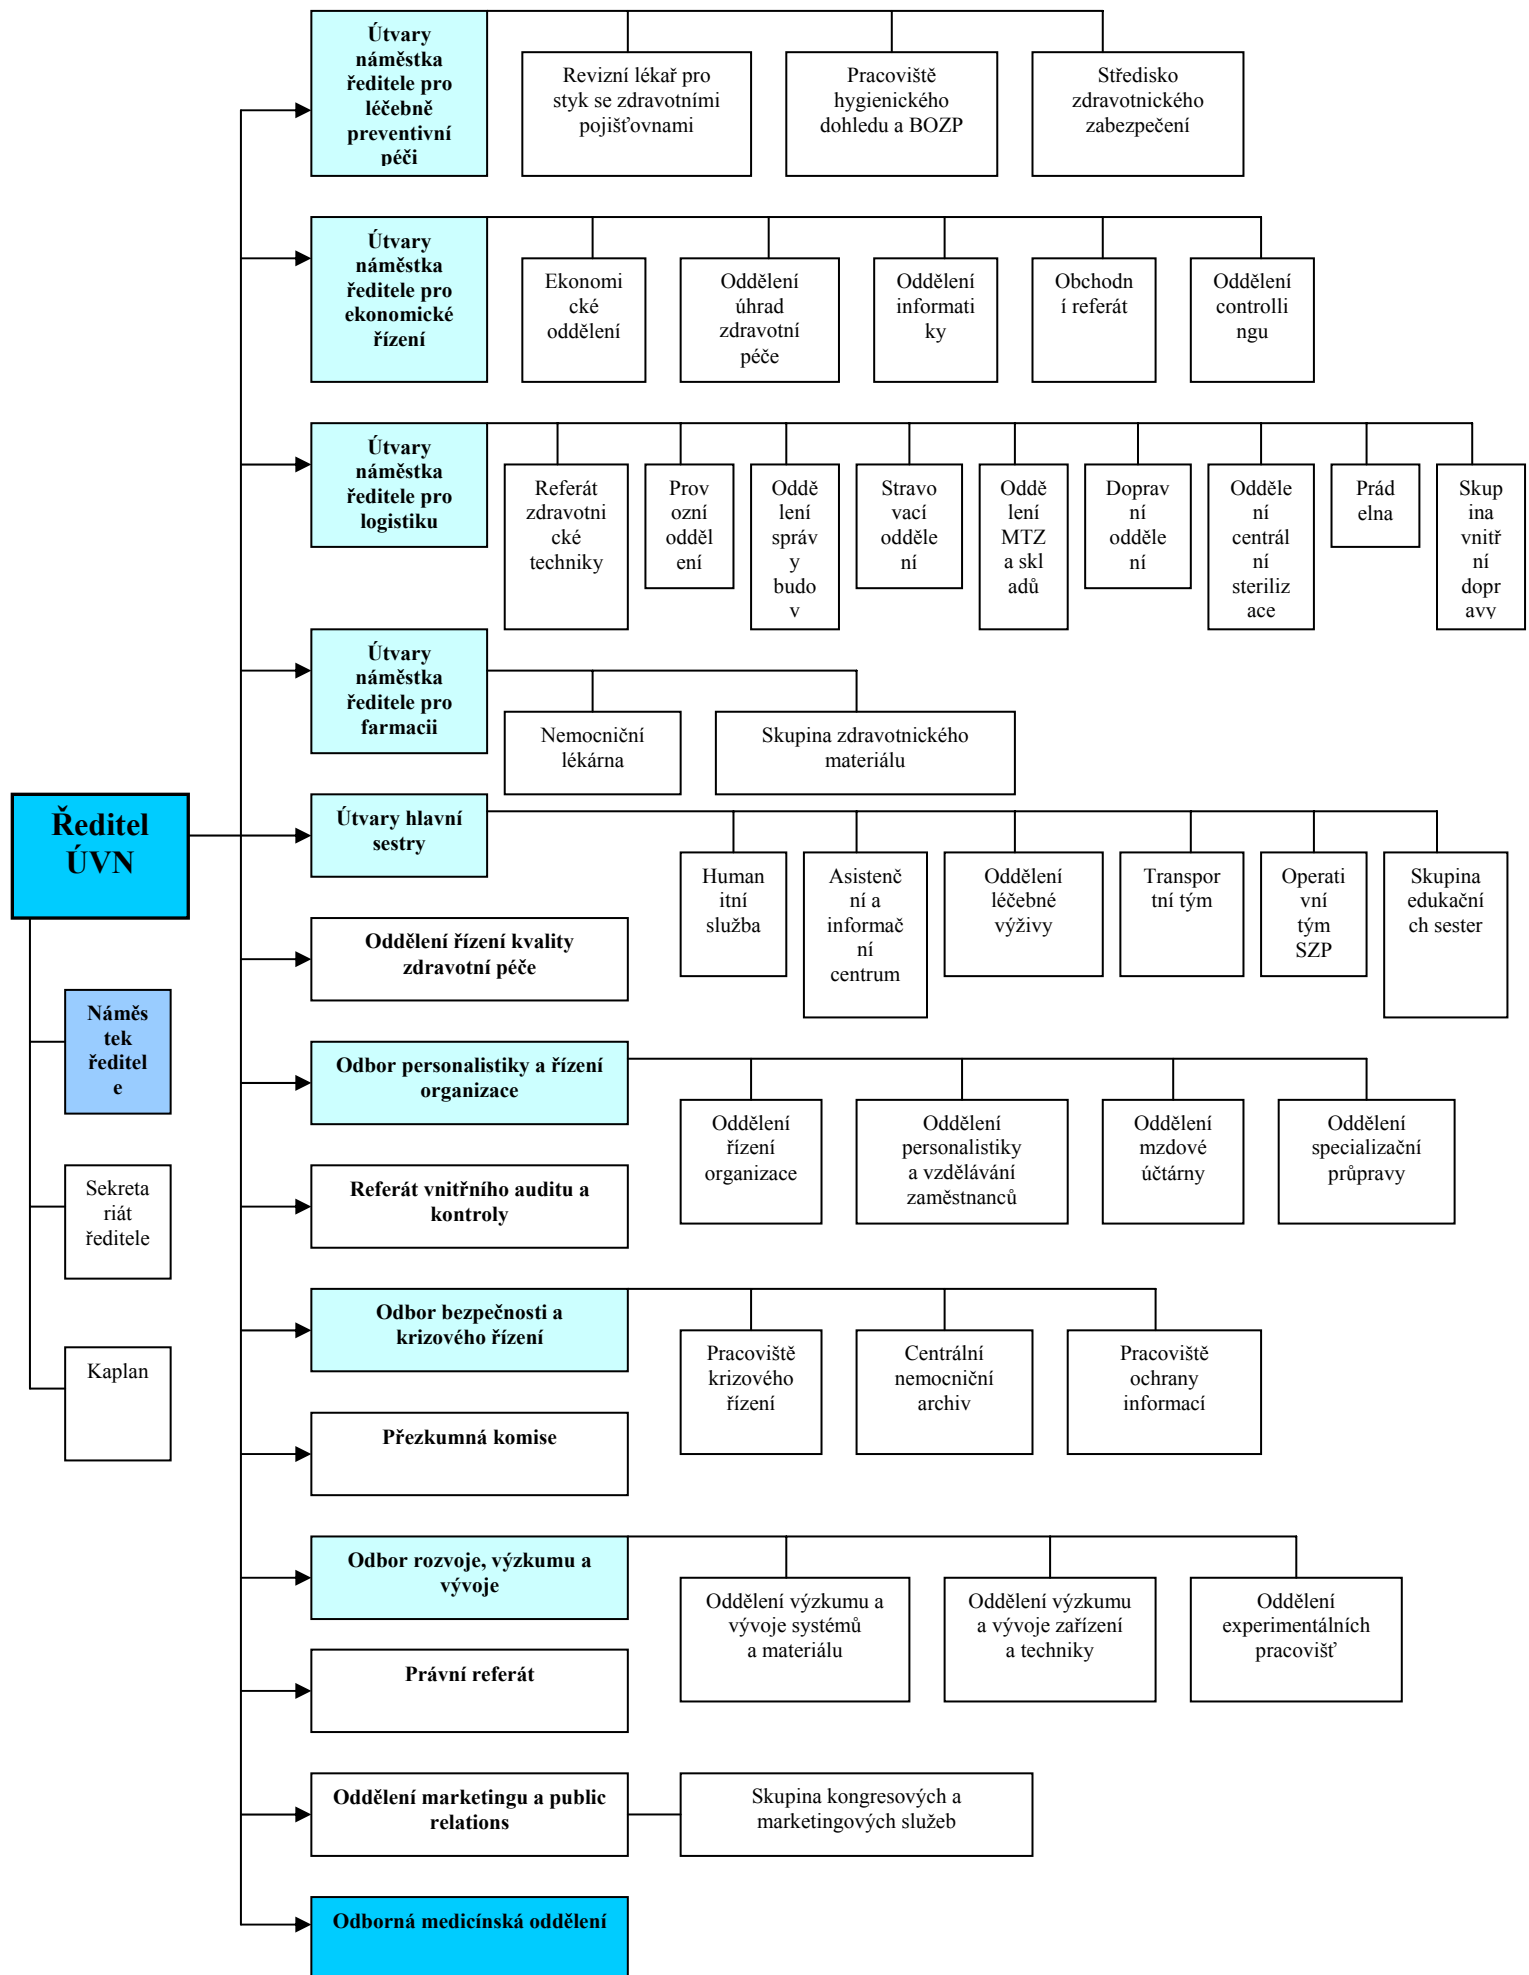 Útvary
náměstka
ředitele pro
léčebně
preventivní
péči
Revizní lékař pro
styk se zdravotními
pojišťovnami
Pracoviště
hygienického
dohledu a BOZP
Středisko
zdravotnického
zabezpečení
Útvary
náměstka
ředitele pro
ekonomické
řízení
Ekonomi
cké
oddělení
Oddělení
úhrad
zdravotní
péče
Oddělení
informati
ky
Obchodn
í referát
Oddělení
controlli
ngu
Útvary
náměstka
ředitele pro
logistiku
Referát
zdravotni
cké
techniky
Prov
ozní
odděl
ení
Oddě
lení
správ
y
budo
v
Stravo
vací
odděle
ní
Oddě
lení
MTZ
a skl
adů
Doprav
ní
odděle
ní
Odděle
ní
centrál
ní
steriliz
ace
Prád
elna
Skup
ina
vnitř
ní
dopr
avy
Útvary
náměstka
ředitele pro
farmacii
Nemocniční
lékárna
Skupina zdravotnického
materiálu
Ředitel
ÚVN
Útvary hlavní
sestry
Human
itní
služba
Asistenč
ní a
informač
ní
centrum
Oddělení
léčebné
výživy
Transpor
tní tým
Operati
vní
tým
SZP
Skupina
edukační
ch sester
Oddělení řízení kvality
zdravotní péče
Náměs
tek
ředitel
e
Odbor personalistiky a řízení
organizace
Oddělení
řízení
organizace
Oddělení
personalistiky
a vzdělávání
zaměstnanců
Oddělení
mzdové
účtárny
Oddělení
specializační
průpravy
Sekreta
riát
ředitele
Referát vnitřního auditu a
kontroly
Odbor bezpečnosti a
krizového řízení
Pracoviště
krizového
řízení
Centrální
nemocniční
archiv
Pracoviště
ochrany
informací
Kaplan
Přezkumná komise
Odbor rozvoje, výzkumu a
vývoje
Oddělení výzkumu a
vývoje systémů
a materiálu
Oddělení výzkumu
a vývoje zařízení
a techniky
Oddělení
experimentálních
pracovišť
Právní referát
Oddělení marketingu a public
relations
Skupina kongresových a
marketingových služeb
Odborná medicínská oddělení